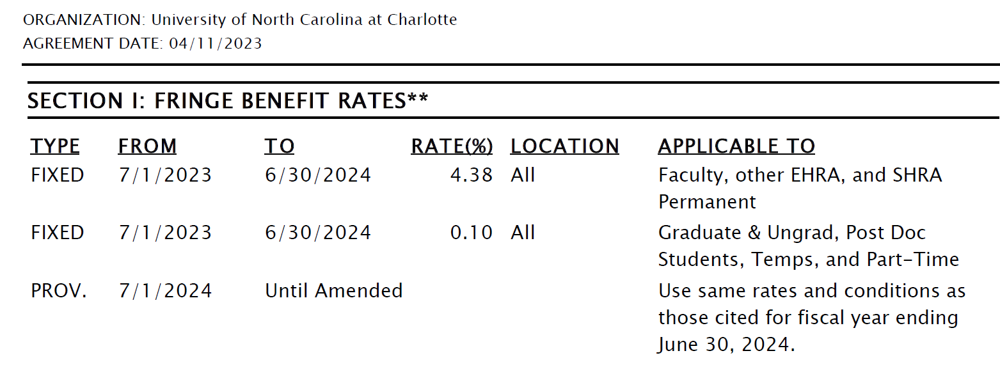 ORGANIZATION: University of North Carolina at Charlotte
AGREEMENT DATE: 04/11/2023
SECTION I: FRINGE BENEFIT RATES**
TYPE FROM TO RATE(%) LOCATION APPLICABLE TO
FIXED 7/1/2023 6/30/2024 4.38 All Faculty, other EHRA, and SHRA
Permanent
FIXED 7/1/2023 6/30/2024 0.10 All Graduate & Ungrad, Post Doc
Students, Temps, and Part-Time
PROV. 7/1/2024 Until Amended Use same rates and conditions as
those cited for fiscal year ending
June 30, 2024.